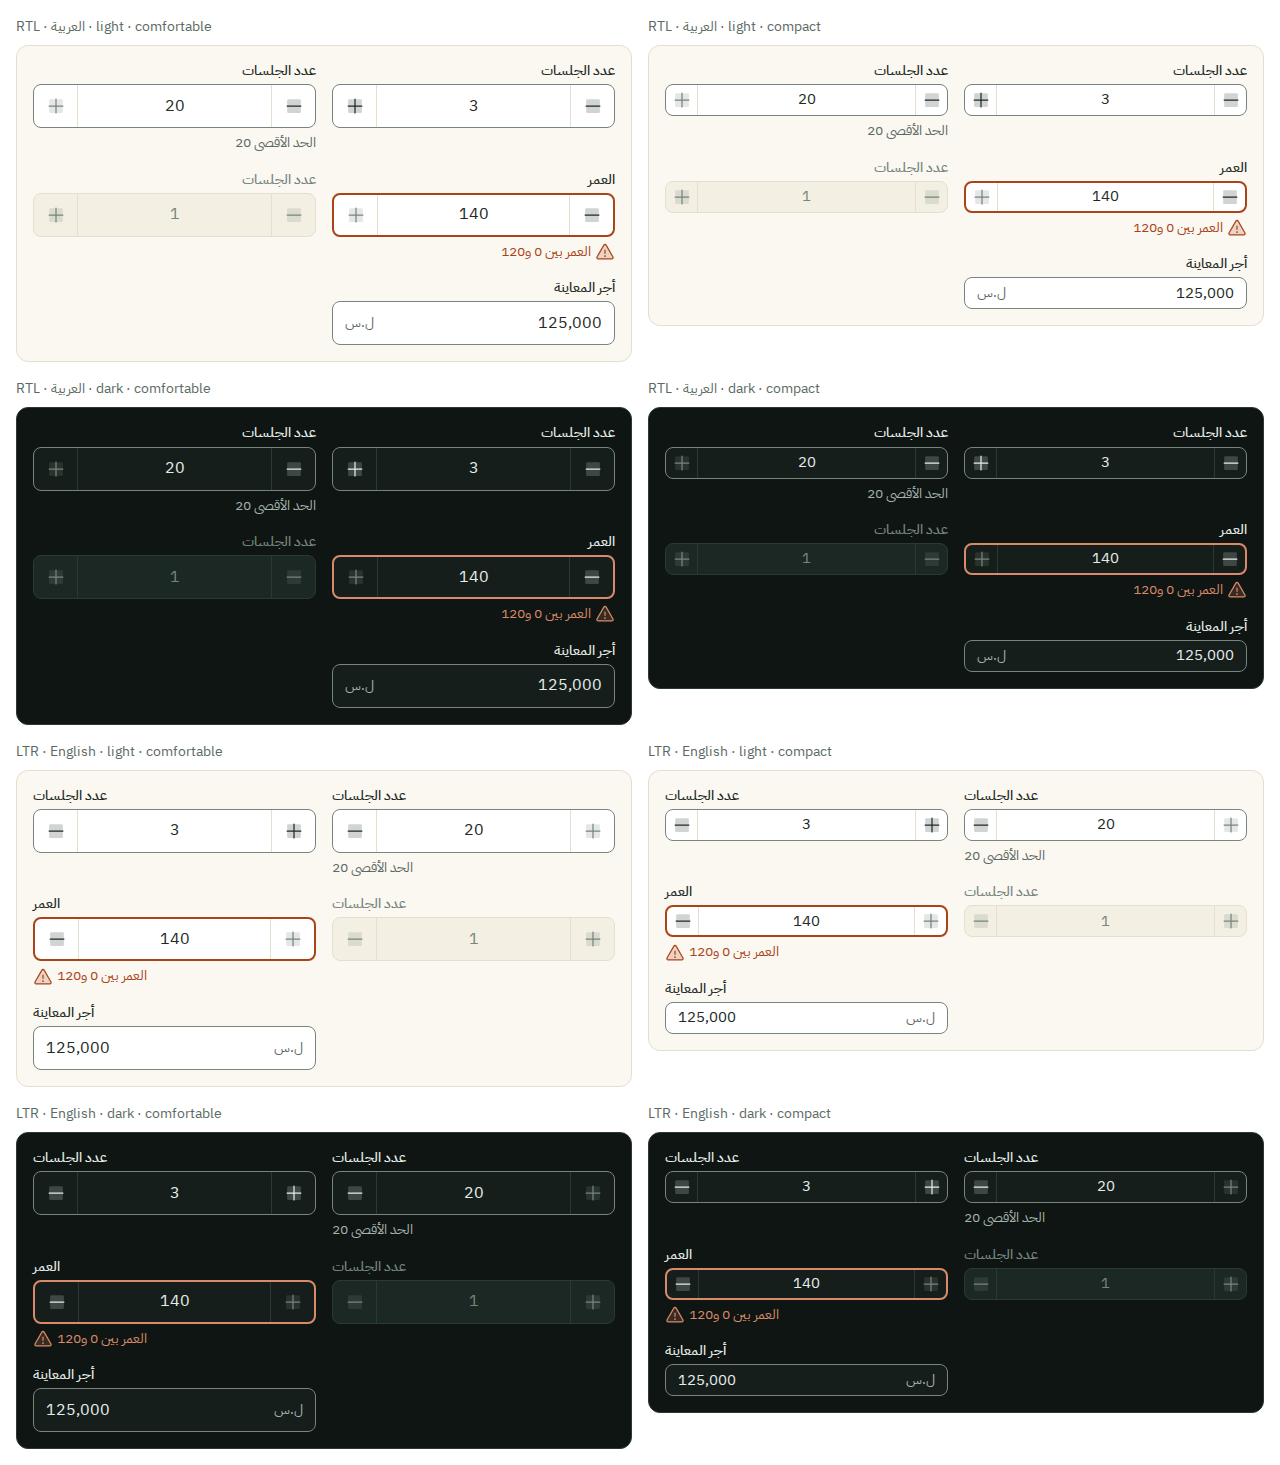 RTL · العربية · light · comfortable
عدد الجلسات
3
عدد الجلسات
20
الحد الأقصى 20
العمر
140
العمر بين 0 و120
عدد الجلسات
1
أجر المعاينة
125,000 ل.س
RTL · العربية · light · compact
عدد الجلسات
3
عدد الجلسات
20
الحد الأقصى 20
العمر
140
العمر بين 0 و120
عدد الجلسات
1
أجر المعاينة
125,000 ل.س
RTL · العربية · dark · comfortable
عدد الجلسات
3
عدد الجلسات
20
الحد الأقصى 20
العمر
140
العمر بين 0 و120
عدد الجلسات
1
أجر المعاينة
125,000 ل.س
RTL · العربية · dark · compact
عدد الجلسات
3
عدد الجلسات
20
الحد الأقصى 20
العمر
140
العمر بين 0 و120
عدد الجلسات
1
أجر المعاينة
125,000 ل.س
LTR · English · light · comfortable
عدد الجلسات
3
عدد الجلسات
20
الحد الأقصى 20
العمر
140
العمر بين 0 و120
عدد الجلسات
1
أجر المعاينة
125,000 ل.س
LTR · English · light · compact
عدد الجلسات
3
عدد الجلسات
20
الحد الأقصى 20
العمر
140
العمر بين 0 و120
عدد الجلسات
1
أجر المعاينة
125,000 ل.س
LTR · English · dark · comfortable
عدد الجلسات
3
عدد الجلسات
20
الحد الأقصى 20
العمر
140
العمر بين 0 و120
عدد الجلسات
1
أجر المعاينة
125,000 ل.س
LTR · English · dark · compact
عدد الجلسات
3
عدد الجلسات
20
الحد الأقصى 20
العمر
140
العمر بين 0 و120
عدد الجلسات
1
أجر المعاينة
125,000 ل.س